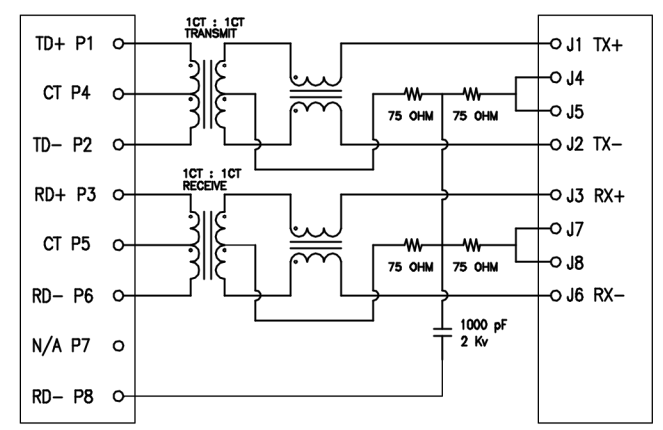 1CT : 1CT
TRANSMIT
TD+ P1
J1 TX+
J4
CT P4
75 OHM
75 OHM
J5
TD- P2
J2 TX-
1CT : 1CT
RECEIVE
RD+ P3
J3 RX+
J7
CT P5
75 OHM
75 OHM
J8
RD- P6
J6 RX-
1000 pF
2 Kv
N/A P7
RD- P8